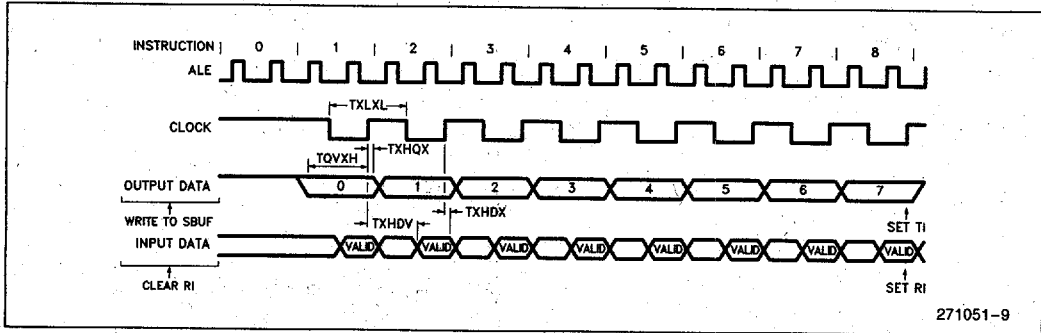 INSTRUCTION | 0 | 1 | 2 | 3 | 4 | 5 | 6 | 7 | 8 |
ALE
TXLXL
CLOCK
TQVXH
TXHQX
OUTPUT DATA
0 1 2 3 4 5 6 7
WRITE TO SBUF
TXHDV
TXHDX
SET TI
INPUT DATA
VALID VALID VALID VALID VALID VALID VALID VALID
CLEAR RI
SET RI
271051-9